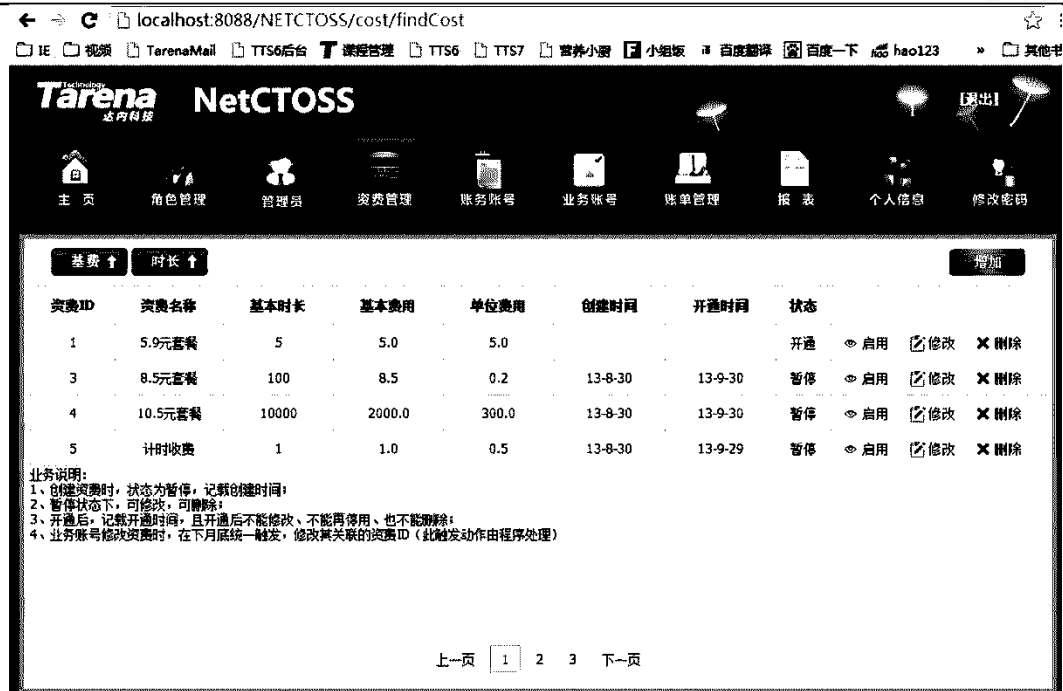 localhost:8088/NETCTOSS/cost/findCost
IE 视频 TarenaMail TTS6后台 课程管理 TTS6 TTS7 营养小厨 小组饭 百度翻译 百度一下 hao123 » 其他书
Technology
Tarena
达内科技
NetCTOSS
[退出]
主 页 角色管理 管理员 资费管理 账务账号 业务账号 账单管理 报 表 个人信息 修改密码
基费 ↑ 时长 ↑ 增加
资费ID 资费名称 基本时长 基本费用 单位费用 创建时间 开通时间 状态
1 5.9元套餐 5 5.0 5.0 开通 启用 修改 删除
3 8.5元套餐 100 8.5 0.2 13-8-30 13-9-30 暂停 启用 修改 删除
4 10.5元套餐 10000 2000.0 300.0 13-8-30 13-9-30 暂停 启用 修改 删除
5 计时收费 1 1.0 0.5 13-8-30 13-9-29 暂停 启用 修改 删除
业务说明:
1、创建资费时，状态为暂停，记载创建时间；
2、暂停状态下，可修改，可删除；
3、开通后，记载开通时间，且开通后不能修改、不能再停用、也不能删除；
4、业务账号修改资费时，在下月底统一触发，修改其关联的资费ID（此触发动作由程序处理）
上一页 1 2 3 下一页